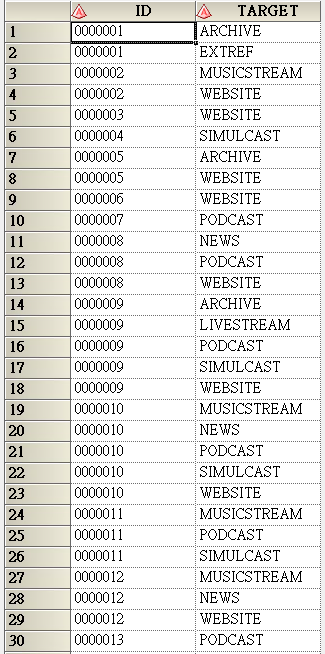 ID TARGET
1 0000001 ARCHIVE
2 0000001 EXTREF
3 0000002 MUSICSTREAM
4 0000002 WEBSITE
5 0000003 WEBSITE
6 0000004 SIMULCAST
7 0000005 ARCHIVE
8 0000005 WEBSITE
9 0000006 WEBSITE
10 0000007 PODCAST
11 0000008 NEWS
12 0000008 PODCAST
13 0000008 WEBSITE
14 0000009 ARCHIVE
15 0000009 LIVESTREAM
16 0000009 PODCAST
17 0000009 SIMULCAST
18 0000009 WEBSITE
19 0000010 MUSICSTREAM
20 0000010 NEWS
21 0000010 PODCAST
22 0000010 SIMULCAST
23 0000010 WEBSITE
24 0000011 MUSICSTREAM
25 0000011 PODCAST
26 0000011 SIMULCAST
27 0000012 MUSICSTREAM
28 0000012 NEWS
29 0000012 WEBSITE
30 0000013 PODCAST